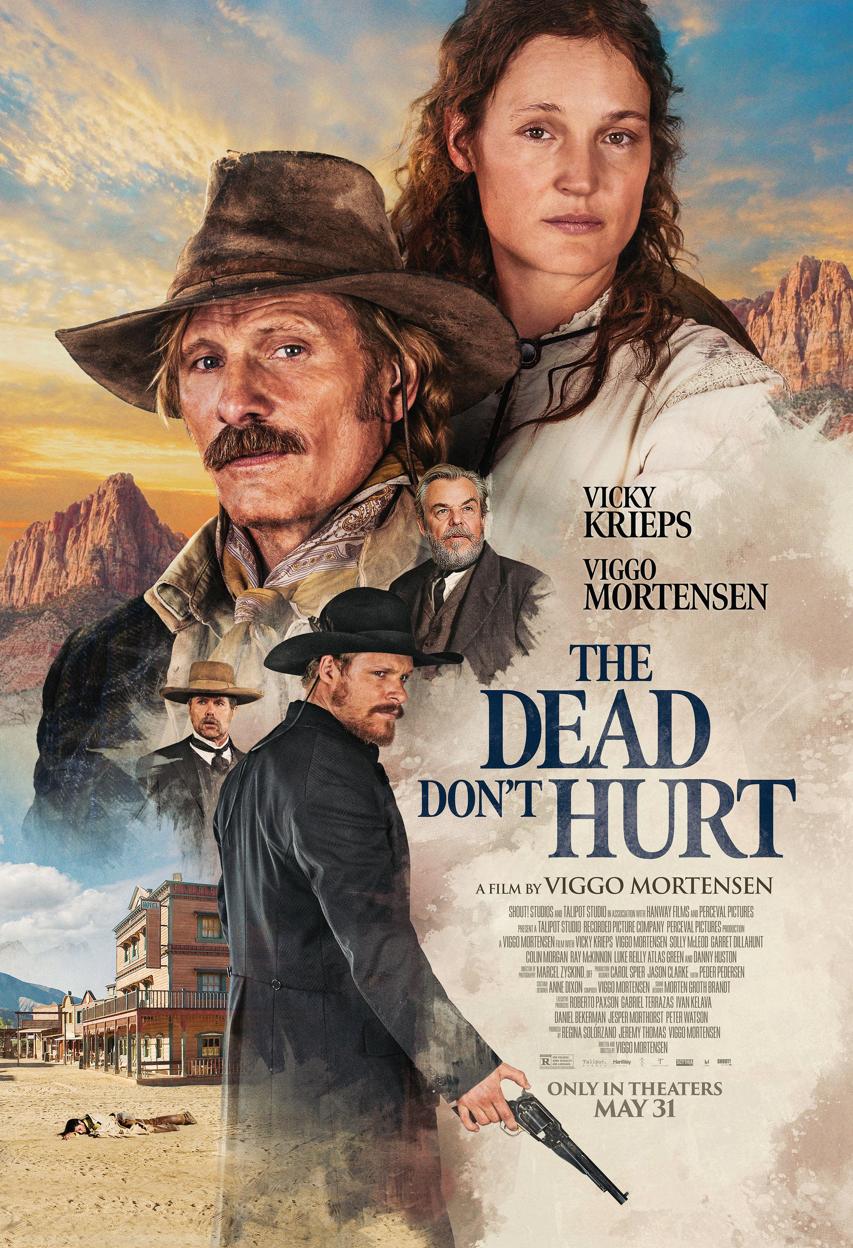 VICKY
KRIEPS
VIGGO
MORTENSEN
THE
DEAD
DON'T HURT
A FILM BY VIGGO MORTENSEN
SHOUT! STUDIOS AND TALIPOT STUDIO IN ASSOCIATION WITH HANWAY FILMS AND PERCEVAL PICTURES
PRESENT A TALIPOT STUDIO RECORDED PICTURE COMPANY PERCEVAL PICTURES PRODUCTION
A VIGGO MORTENSEN FILM WITH VICKY KRIEPS VIGGO MORTENSEN SOLLY McLEOD GARRET DILLAHUNT
COLIN MORGAN RAY McKINNON LUKE REILLY ATLAS GREEN AND DANNY HUSTON
MARCEL ZYSKIND, DFF CAROL SPIER JASON CLARKE PEDER PEDERSEN
ANNE DIXON VIGGO MORTENSEN MORTEN GROTH BRANDT
ROBERTO PAXSON GABRIEL TERRAZAS IVAN KELAVA
DANIEL BEKERMAN JESPER MORTHORST PETER WATSON
REGINA SOLÓRZANO JEREMY THOMAS VIGGO MORTENSEN
VIGGO MORTENSEN
R
ONLY IN THEATERS
MAY 31